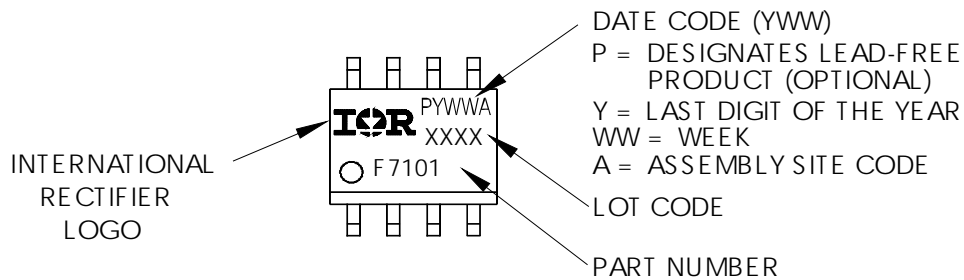 DATE CODE (YWW)
P = DESIGNATES LEAD-FREE
PRODUCT (OPTIONAL)
Y = LAST DIGIT OF THE YEAR
WW = WEEK
A = ASSEMBLY SITE CODE
LOT CODE
PART NUMBER
INTERNATIONAL
RECTIFIER
LOGO
IOR
PYWWA
XXXX
F7101